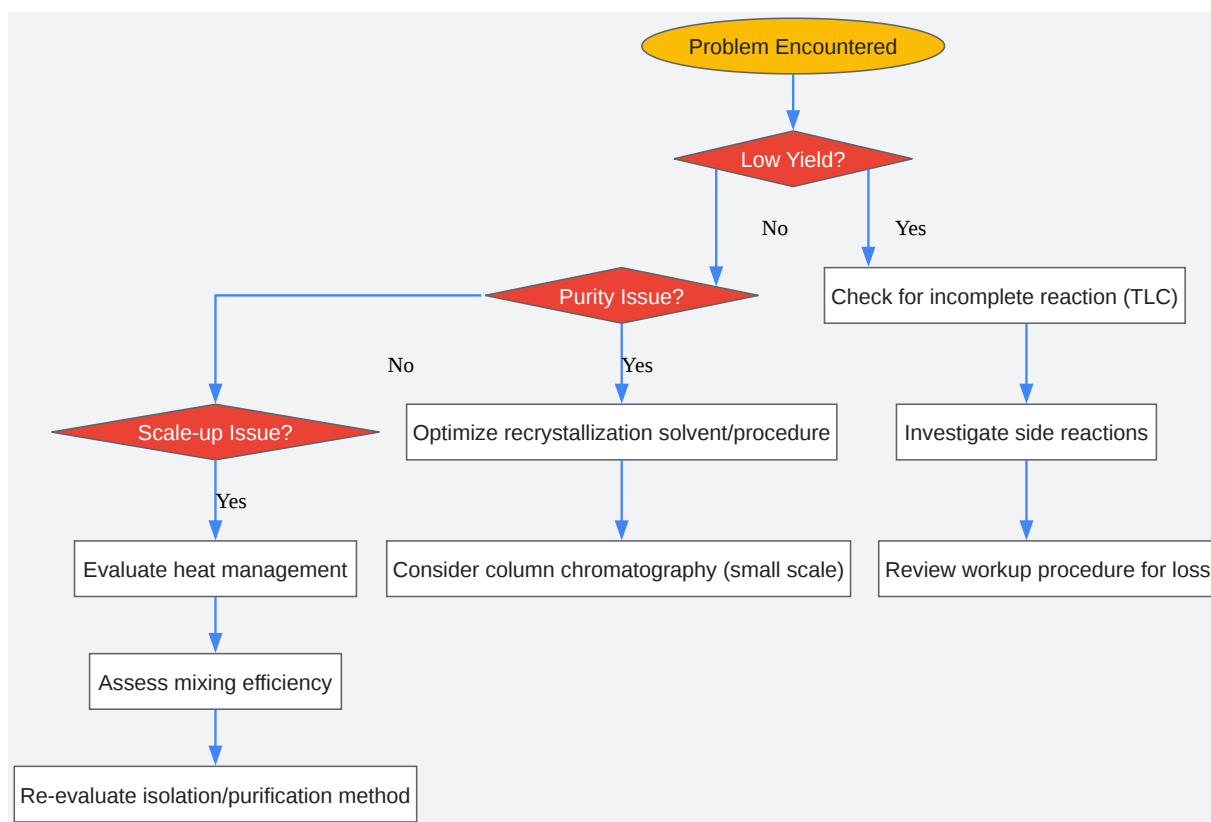 Problem Encountered
Low Yield?
No
Yes
Purity Issue?
Check for incomplete reaction (TLC)
No
Yes
Scale-up Issue?
Optimize recrystallization solvent/procedure
Investigate side reactions
Yes
Evaluate heat management
Consider column chromatography (small scale)
Review workup procedure for loss
Assess mixing efficiency
Re-evaluate isolation/purification method